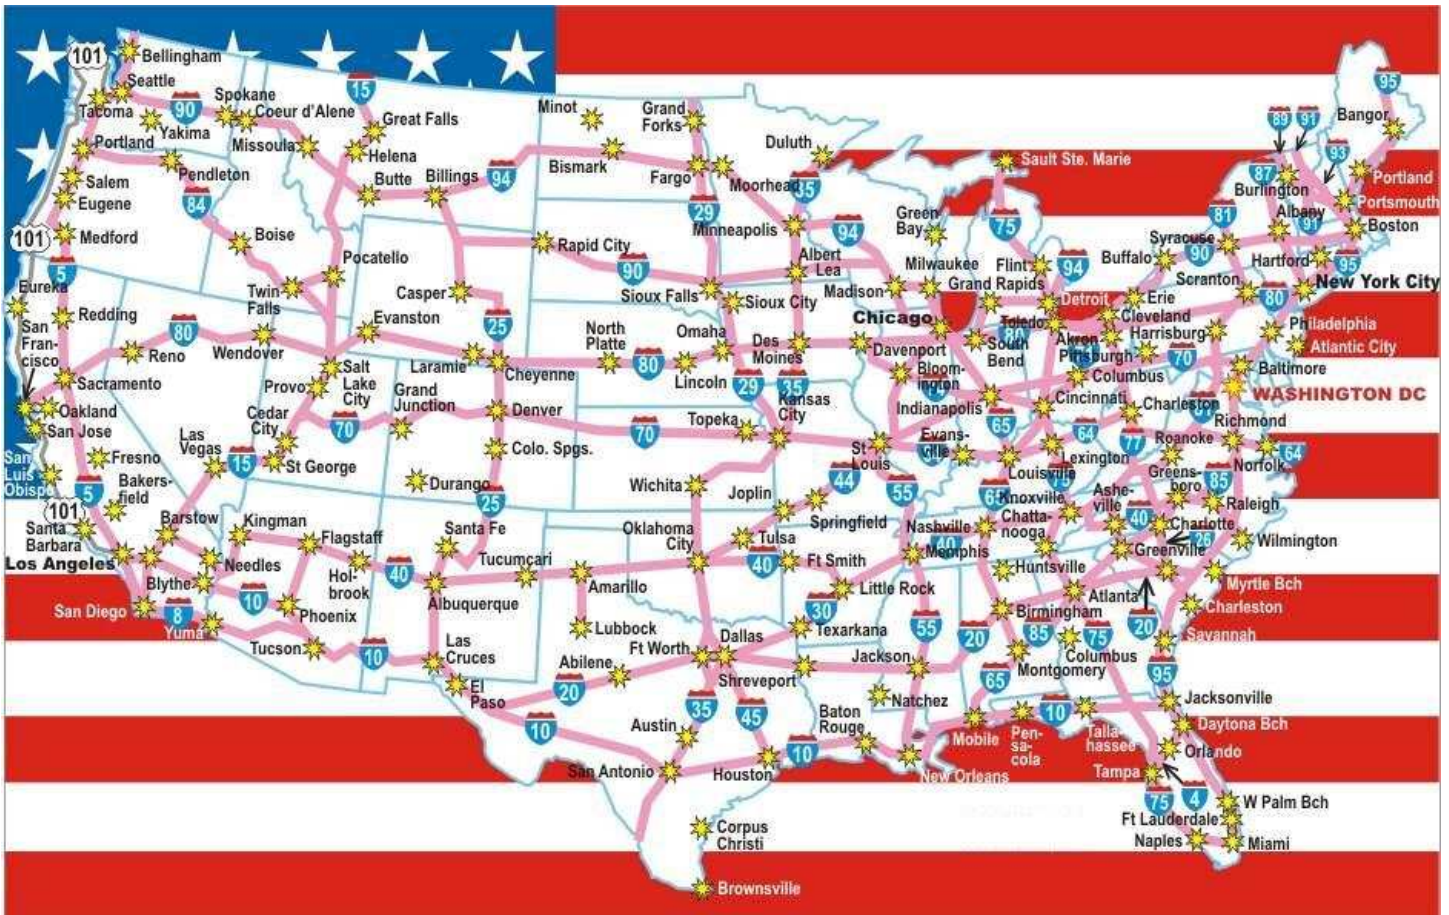 101
Bellingham
Seattle
Tacoma
90
Spokane
Coeur d'Alene
15
Great Falls
Yakima
Portland
Missoula
Helena
Butte
Billings
94
Minot
Grand
Forks
Bismark
Fargo
Moorhead
Duluth
35
Sault Ste. Marie
89
91
95
Bangor
93
87
Burlington
Portland
Portsmouth
Albany
91
Boston
Pendleton
Salem
Eugene
84
101
Medford
Boise
5
Eureka
Pocatello
Twin
Falls
Casper
Rapid City
29
Minneapolis
94
Green
Bay
75
81
Syracuse
90
Buffalo
Hartford
95
Scranton
New York City
80
90
Albert
Lea
Sioux Falls
Sioux City
Madison
Milwaukee
Flint
94
Grand Rapids
Detroit
Erie
Cleveland
Redding
80
Wendover
Evanston
25
San
Fran-
cisco
Reno
Sacramento
Salt
Lake
City
Provo
Laramie
Cheyenne
North
Platte
Omaha
80
Lincoln
Des
Moines
29
35
Chicago
Davenport
80
Toledo
South
Bend
Akron
Harrisburg
Pittsburgh
70
Philadelphia
Atlantic City
Baltimore
Bloom-
ington
Columbus
WASHINGTON DC
Oakland
San Jose
Cedar
City
Grand
Junction
70
Denver
70
Topeka
Kansas
City
Indianapolis
65
Cincinnati
Charleston
Richmond
64
77
Roanoke
Norfolk
64
San
Luis
Obispo
Fresno
Las
Vegas
15
St George
Colo. Spgs.
Durango
25
St
Louis
Evans-
ville
Louisville
Lexington
Greens-
boro
85
Raleigh
5
Bakers-
field
101
Santa
Barbara
Barstow
Kingman
Flagstaff
Santa Fe
Wichita
Joplin
44
Springfield
55
Nashville
Knoxville
Ashe-
ville
40
Charlotte
26
Wilmington
Los Angeles
Blythe
Needles
Hol-
brook
40
Albuquerque
Tucumcari
Amarillo
Oklahoma
City
Tulsa
40
Ft Smith
Memphis
40
Chatta-
nooga
Huntsville
Greenville
Myrtle Bch
San Diego
8
Yuma
10
Phoenix
Tucson
10
Las
Cruces
El
Paso
Lubbock
Little Rock
30
Texarkana
55
20
Birmingham
Atlanta
Charleston
85
75
20
Savannah
Columbus
Montgomery
Abilene
20
Ft Worth
Dallas
Shreveport
Jackson
65
95
10
Austin
35
45
Natchez
Baton
Rouge
Mobile
Pen-
sa-
cola
10
Talla-
hassee
Jacksonville
Daytona Bch
Orlando
San Antonio
Houston
10
New Orleans
Tampa
75
4
W Palm Bch
Ft Lauderdale
Naples
Miami
Corpus
Christi
Brownsville